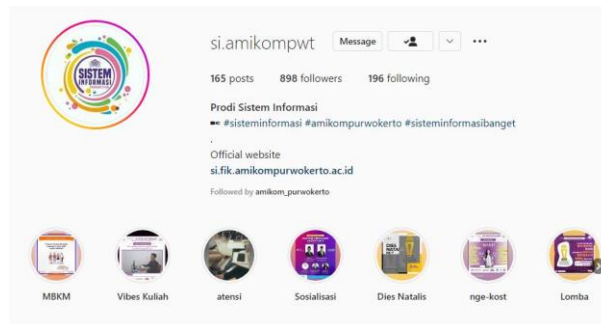 si.amikompwt Message
165 posts 898 followers 196 following
Prodi Sistem Informasi
#sisteminformasi #amikompurwokerto #sisteminformasibanget
.
Official website
si.fik.amikompurwokerto.ac.id
Followed by amikom_purwokerto
SISTEM
INFORMASI
MBKM Vibes Kuliah atensi Sosialisasi Dies Natalis nge-kost Lomba